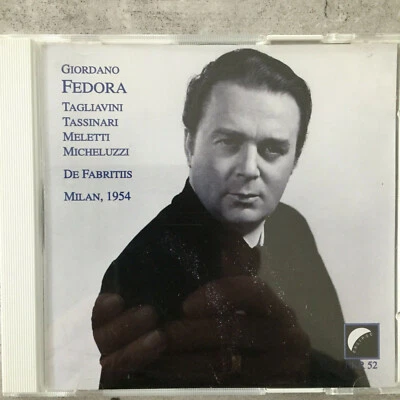 GIORDANO
FEDORA
TAGLIAVINI
TASSINARI
MELETTI
MICHELUZZI
DE FABRITIIS
MILAN, 1954
52